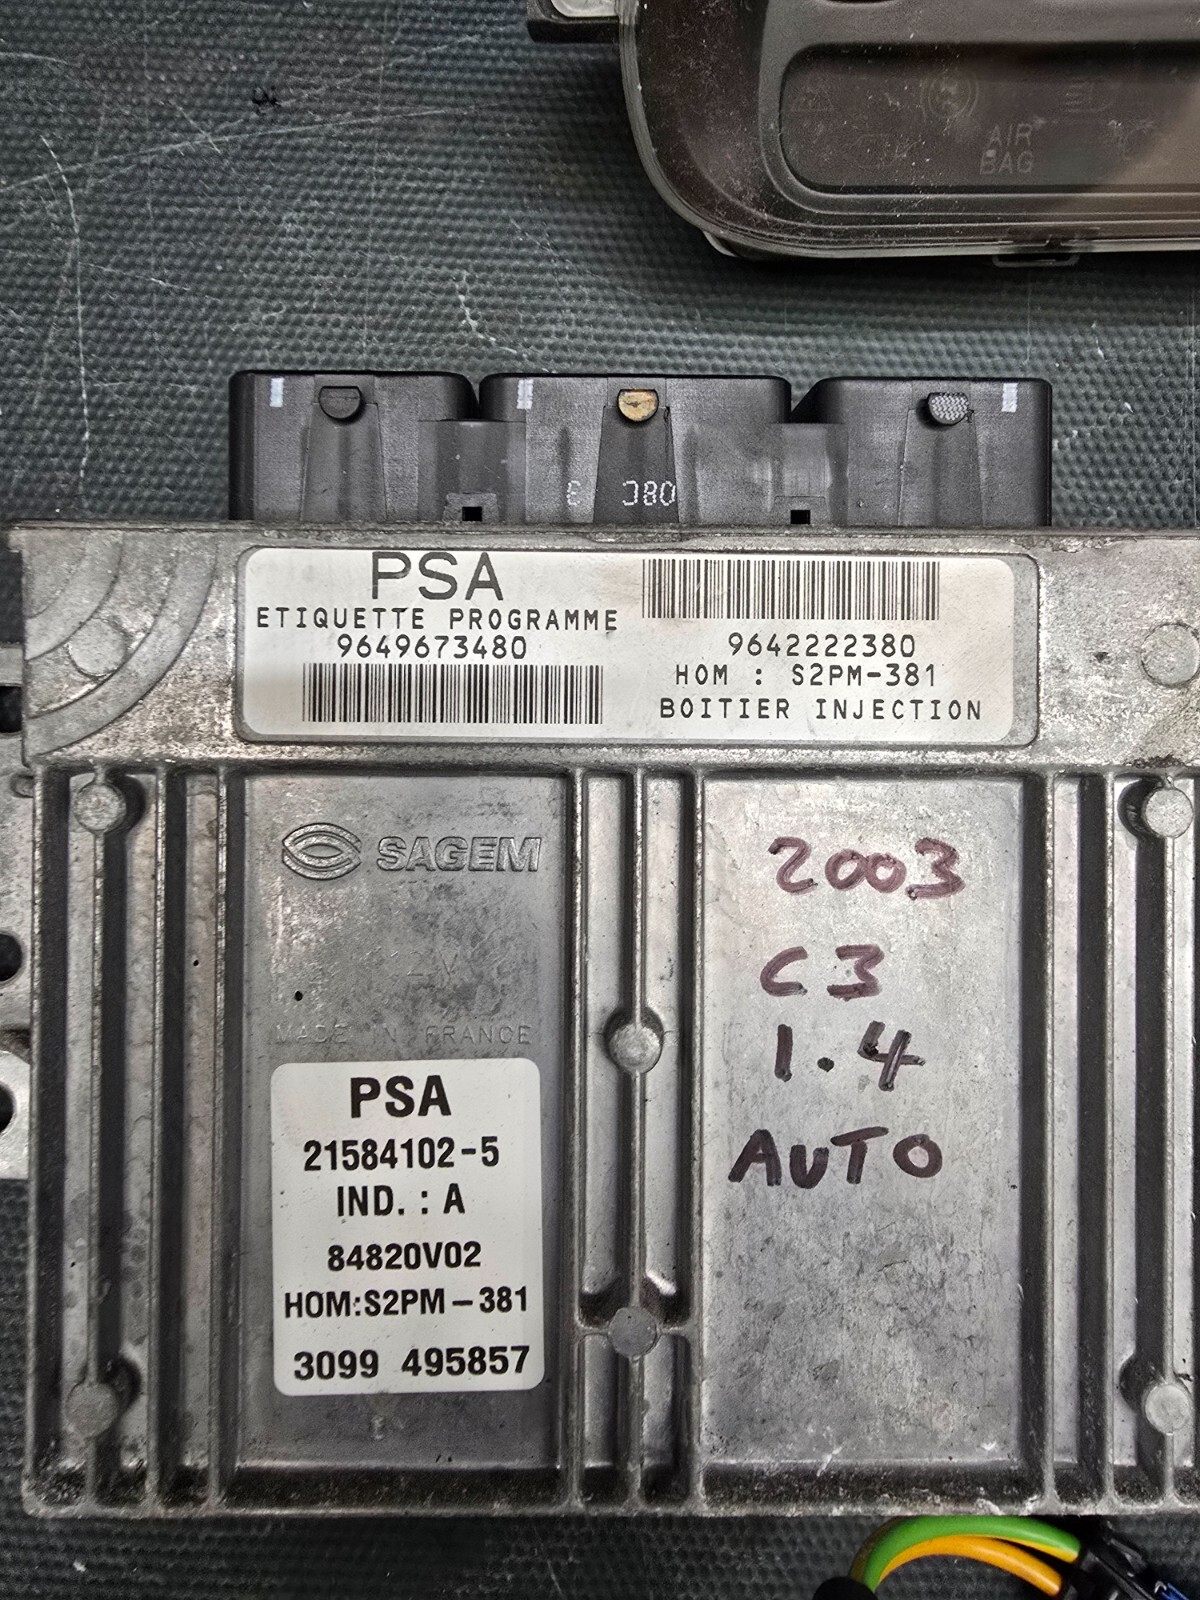 AIR
BAG
PSA
ETIQUETTE PROGRAMME
9649673480
9642222380
HOM : S2PM-381
BOITIER INJECTION
SAGEM
12V
MADE IN FRANCE
PSA
21584102-5
IND. : A
84820V02
HOM:S2PM-381
3099 495857
2003
C3
1.4
AUTO